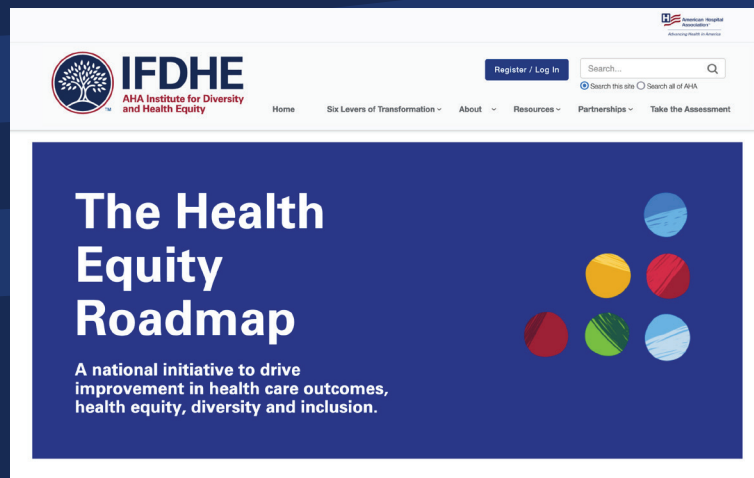 American Hospital
Association™
Advancing Health in America
IFDHE
AHA Institute for Diversity
and Health Equity
TM
Register / Log In
Search...
Search this site Search all of AHA
Home Six Levers of Transformation About Resources Partnerships Take the Assessment
The Health
Equity
Roadmap
A national initiative to drive
improvement in health care outcomes,
health equity, diversity and inclusion.